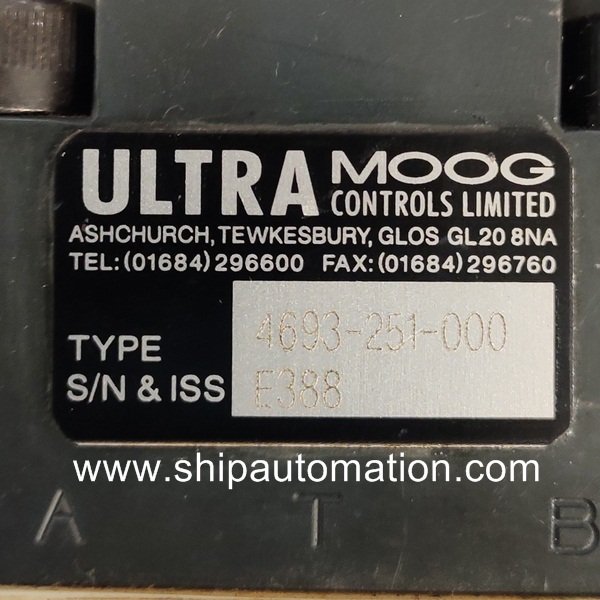 ULTRA MOOG
CONTROLS LIMITED
ASHCHURCH, TEWKESBURY, GLOS GL20 8NA
TEL: (01684) 296600 FAX: (01684) 296760
TYPE 4693-251-000
S/N & ISS E388
www.shipautomation.com
A T B